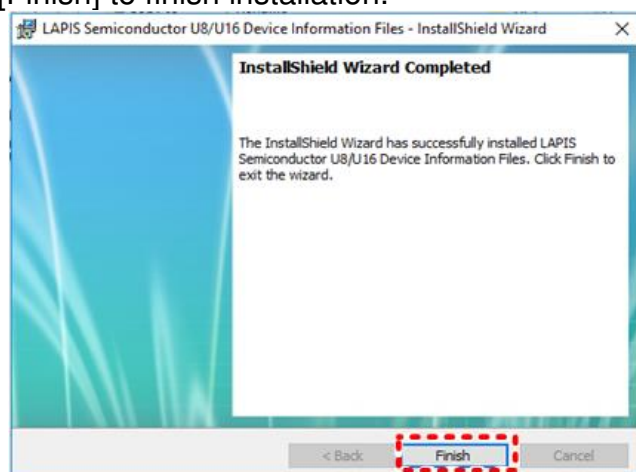 [Finish] to finish installation.
LAPIS Semiconductor U8/U16 Device Information Files - InstallShield Wizard
InstallShield Wizard Completed
The InstallShield Wizard has successfully installed LAPIS
Semiconductor U8/U16 Device Information Files. Click Finish to
exit the wizard.
< Back
Finish
Cancel